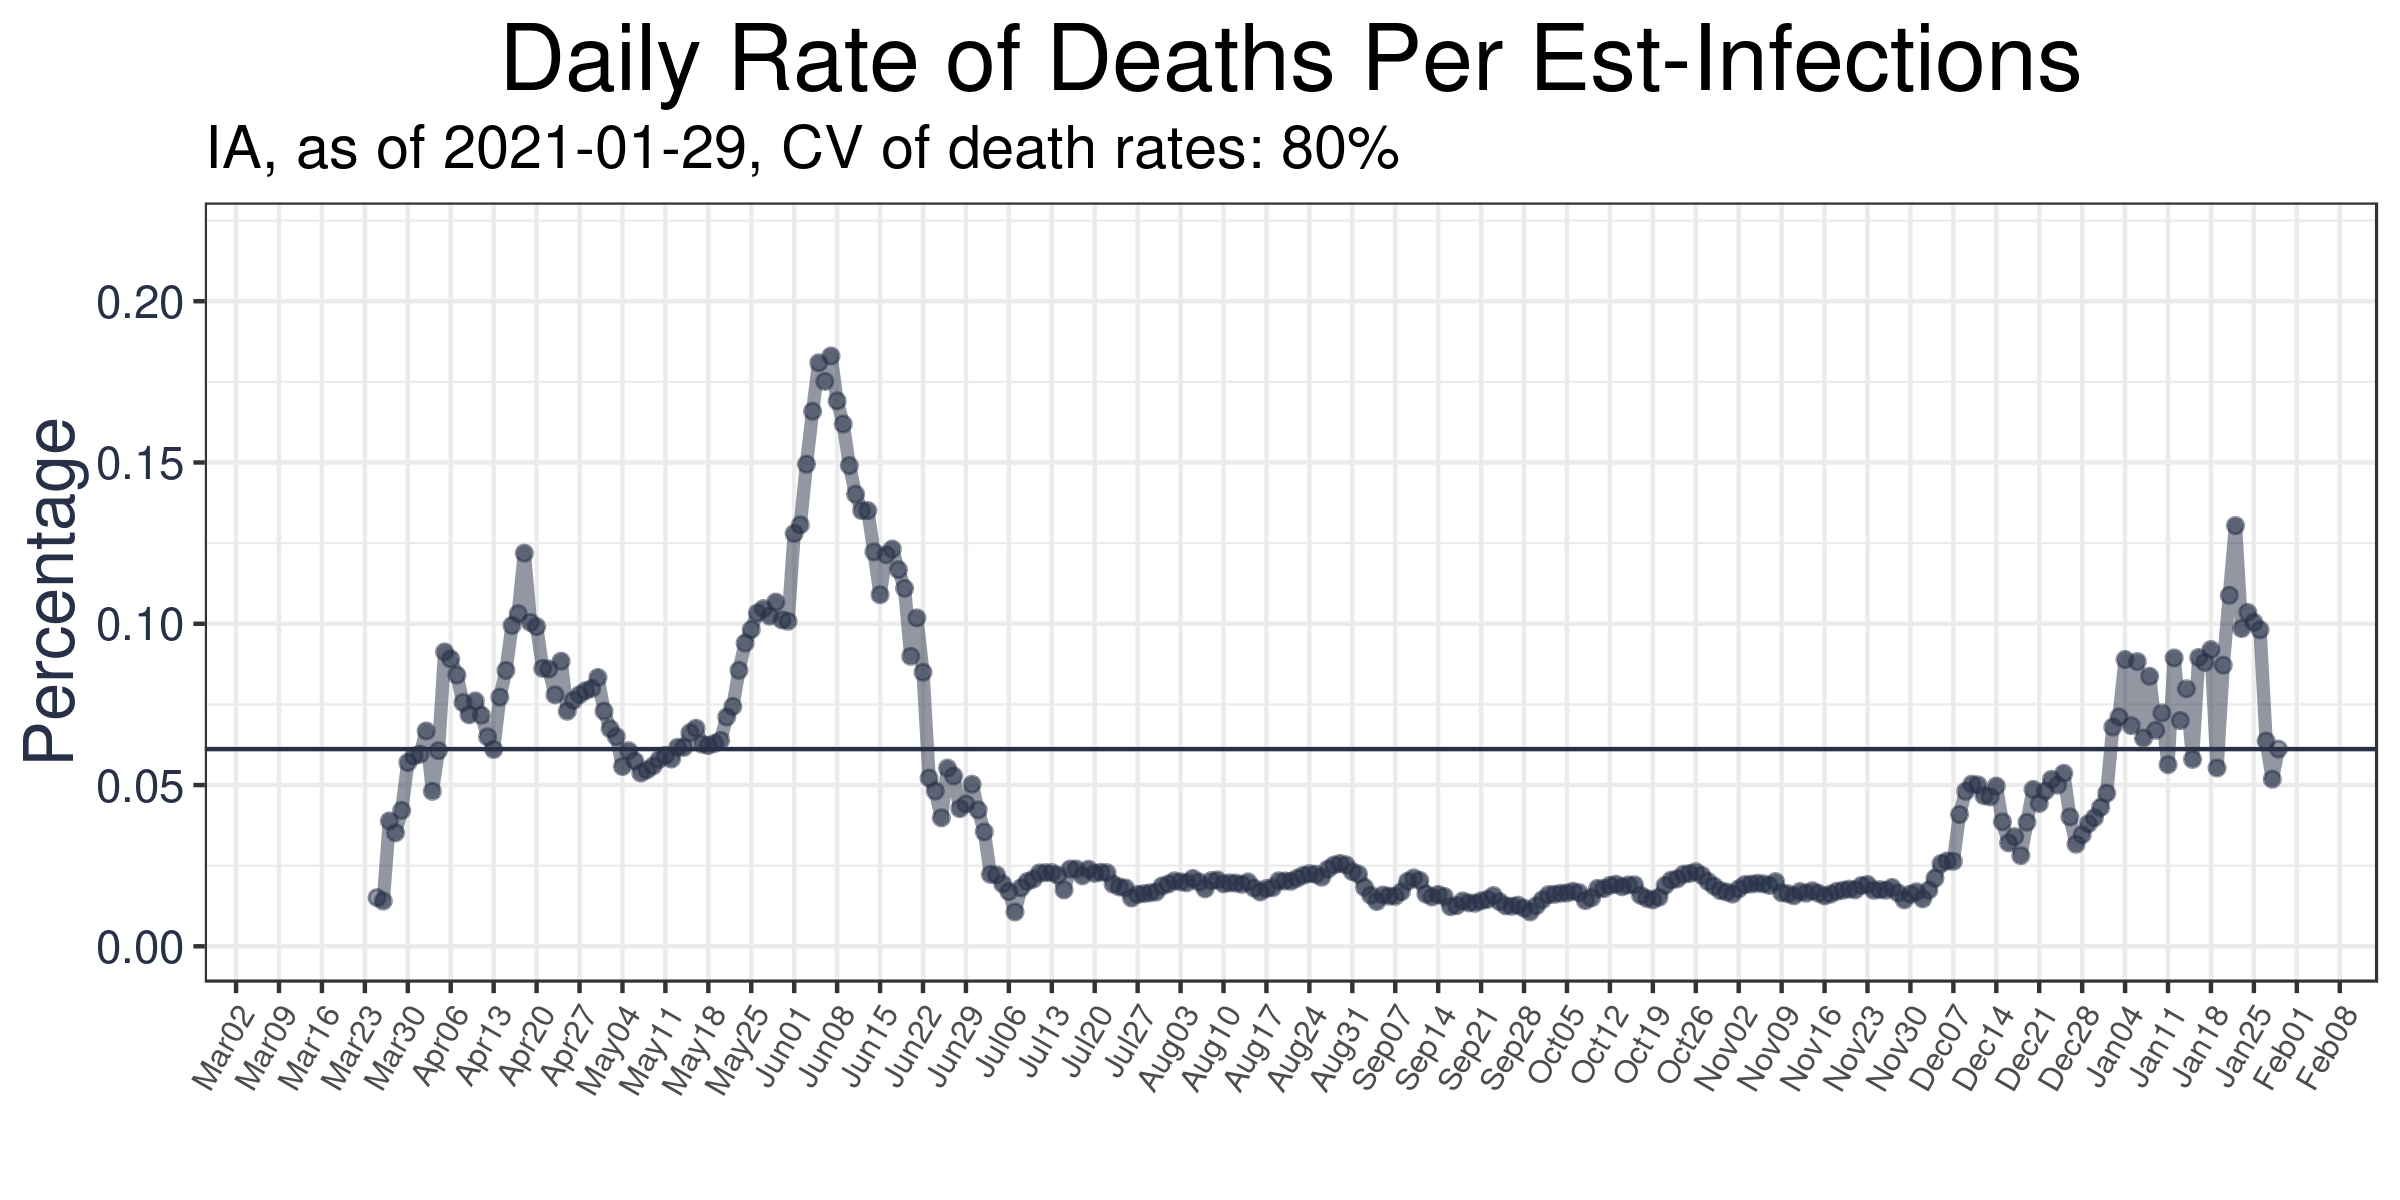 Daily Rate of Deaths Per Est-Infections
IA, as of 2021-01-29, CV of death rates: 80%
Percentage
0.20
0.15
0.10
0.05
0.00
Mar02
Mar09
Mar16
Mar23
Mar30
Apr06
Apr13
Apr20
Apr27
May04
May11
May18
May25
Jun01
Jun08
Jun15
Jun22
Jun29
Jul06
Jul13
Jul20
Jul27
Aug03
Aug10
Aug17
Aug24
Aug31
Sep07
Sep14
Sep21
Sep28
Oct05
Oct12
Oct19
Oct26
Nov02
Nov09
Nov16
Nov23
Nov30
Dec07
Dec14
Dec21
Dec28
Jan04
Jan11
Jan18
Jan25
Feb01
Feb08